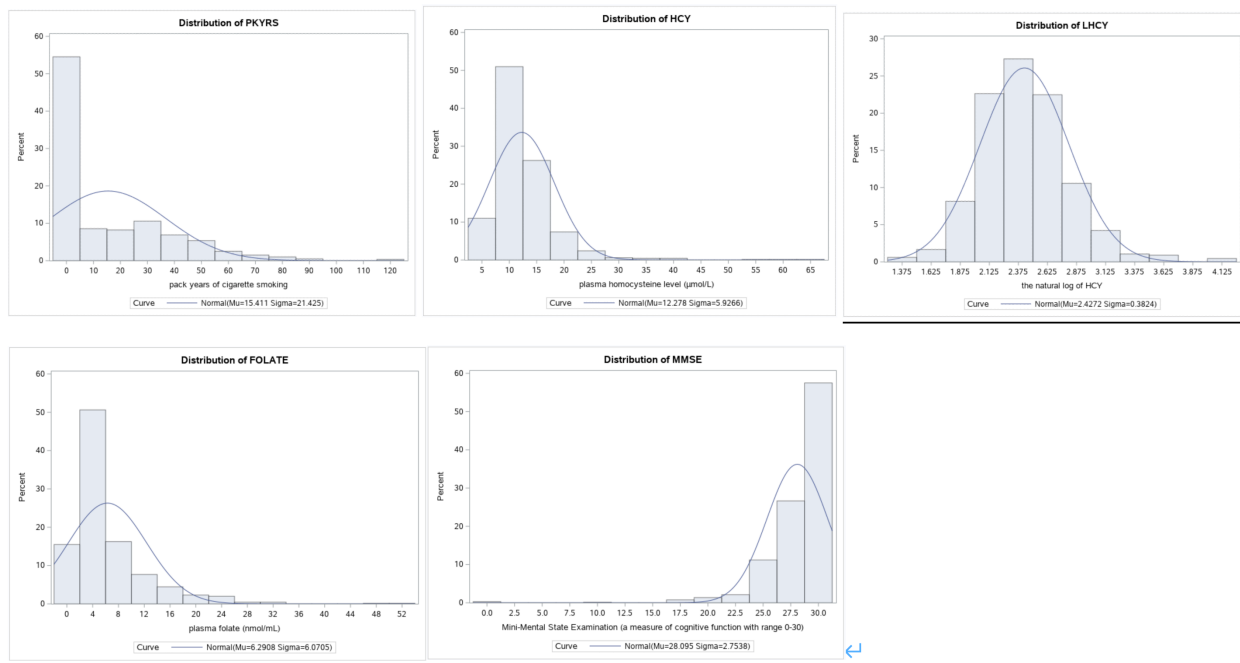 Distribution of PKYRS
60
50
40
30
20
10
0
Percent
0 10 20 30 40 50 60 70 80 90 100 110 120
pack years of cigarette smoking
Curve Normal(Mu=15.411 Sigma=21.425)
Distribution of HCY
60
50
40
30
20
10
0
Percent
5 10 15 20 25 30 35 40 45 50 55 60 65
plasma homocysteine level (µmol/L)
Curve Normal(Mu=12.278 Sigma=5.9266)
Distribution of LHCY
30
25
20
15
10
5
0
Percent
1.375 1.625 1.875 2.125 2.375 2.625 2.875 3.125 3.375 3.625 3.875 4.125
the natural log of HCY
Curve Normal(Mu=2.4272 Sigma=0.3824)
Distribution of FOLATE
60
50
40
30
20
10
0
Percent
0 4 8 12 16 20 24 28 32 36 40 44 48 52
plasma folate (nmol/mL)
Curve Normal(Mu=6.2908 Sigma=6.0705)
Distribution of MMSE
60
50
40
30
20
10
0
Percent
0.0 2.5 5.0 7.5 10.0 12.5 15.0 17.5 20.0 22.5 25.0 27.5 30.0
Mini-Mental State Examination (a measure of cognitive function with range 0-30)
Curve Normal(Mu=28.095 Sigma=2.7538)